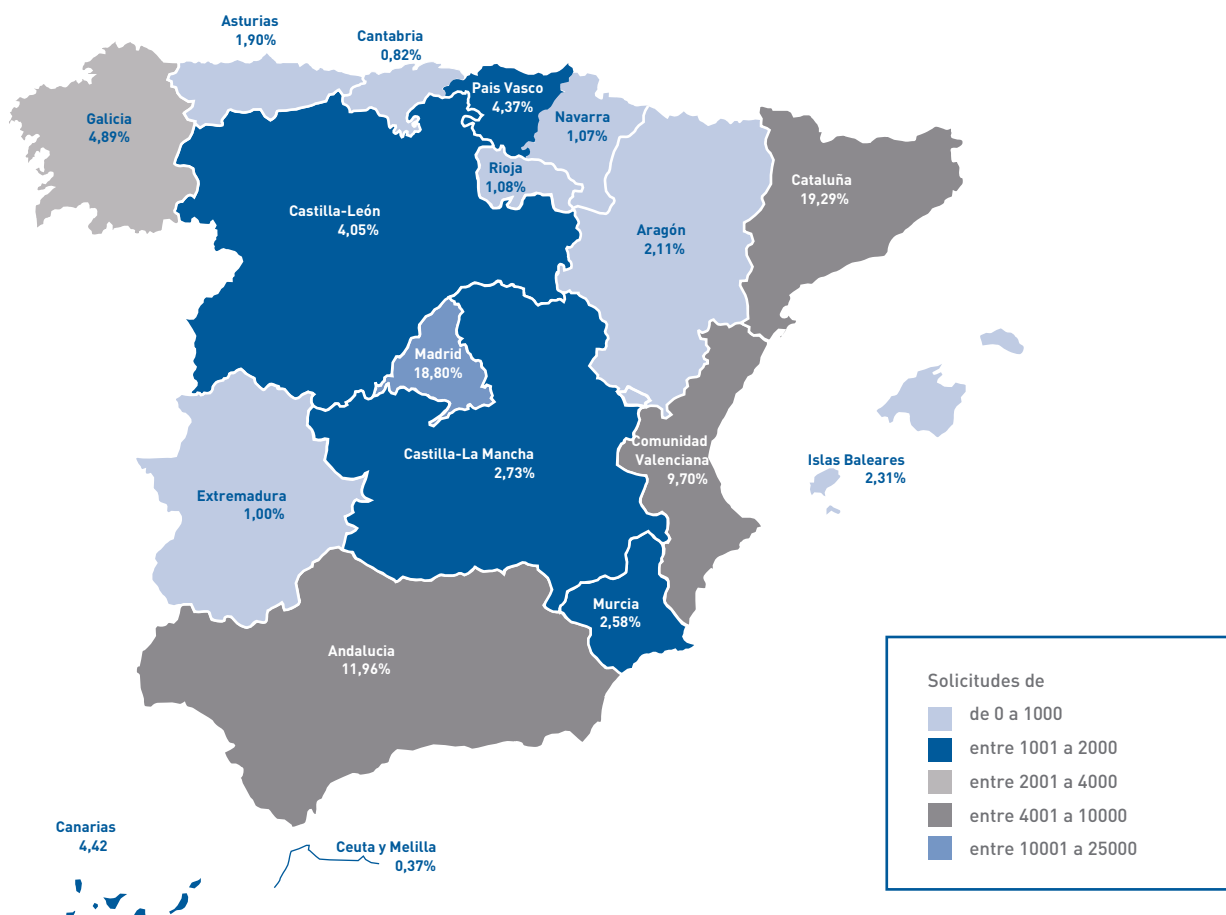 Asturias
1,90%
Cantabria
0,82%
Pais Vasco
4,37%
Galicia
4,89%
Navarra
1,07%
Rioja
1,08%
Cataluña
19,29%
Castilla-León
4,05%
Aragón
2,11%
Madrid
18,80%
Comunidad
Valenciana
9,70%
Castilla-La Mancha
2,73%
Islas Baleares
2,31%
Extremadura
1,00%
Murcia
2,58%
Andalucia
11,96%
Canarias
4,42
Ceuta y Melilla
0,37%
Solicitudes de
de 0 a 1000
entre 1001 a 2000
entre 2001 a 4000
entre 4001 a 10000
entre 10001 a 25000